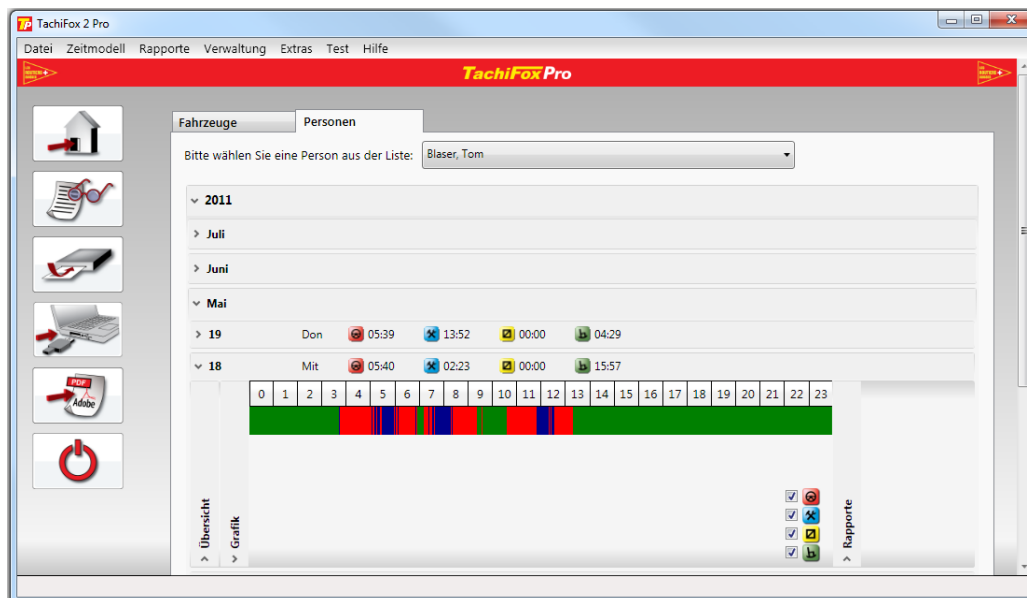 TP TachiFox 2 Pro
Datei Zeitmodell Rapporte Verwaltung Extras Test Hilfe
TachiFox Pro
Fahrzeuge Personen
Bitte wählen Sie eine Person aus der Liste: Blaser, Tom
2011
Juli
Juni
Mai
19 Don 05:39 13:52 00:00 04:29
18 Mit 05:40 02:23 00:00 15:57
0 1 2 3 4 5 6 7 8 9 10 11 12 13 14 15 16 17 18 19 20 21 22 23
PDF
Adobe
Übersicht
Grafik
Rapporte